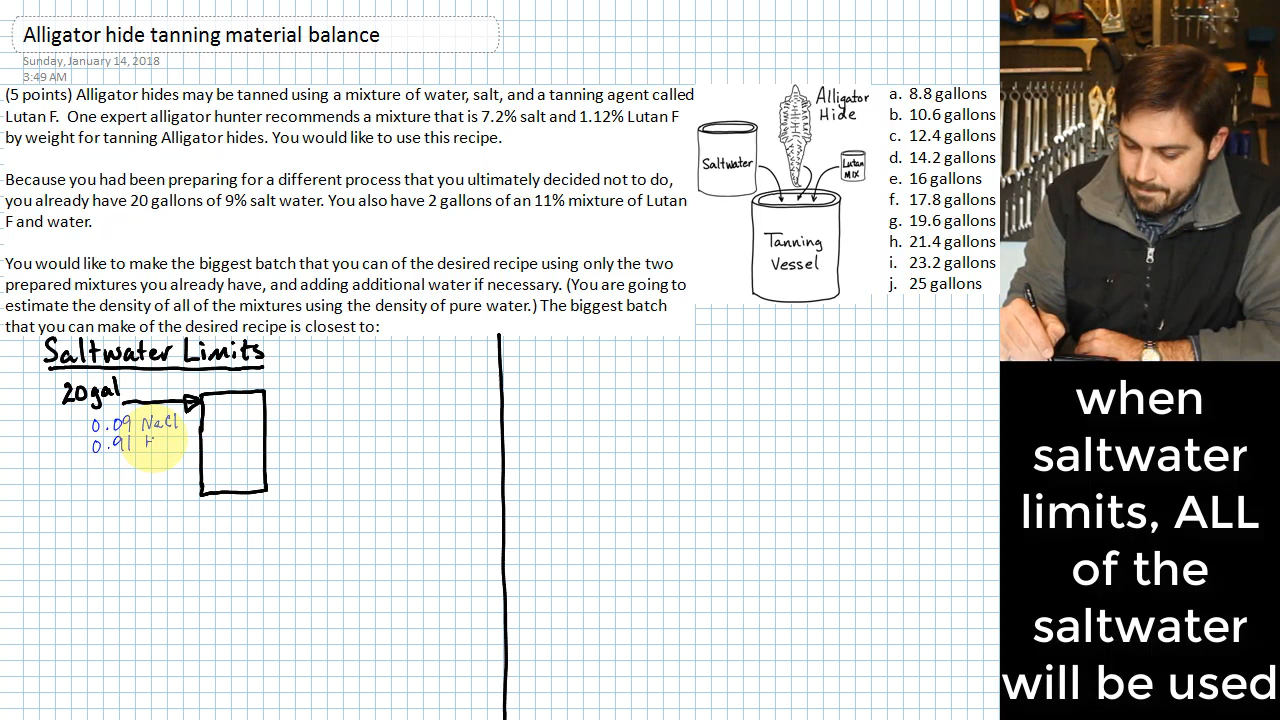 Alligator hide tanning material balance
Sunday, January 14, 2018
3:49 AM
(5 points) Alligator hides may be tanned using a mixture of water, salt, and a tanning agent called
Lutan F.  One expert alligator hunter recommends a mixture that is 7.2% salt and 1.12% Lutan F
by weight for tanning Alligator hides. You would like to use this recipe.
Because you had been preparing for a different process that you ultimately decided not to do,
you already have 20 gallons of 9% salt water. You also have 2 gallons of an 11% mixture of Lutan
F and water.
You would like to make the biggest batch that you can of the desired recipe using only the two
prepared mixtures you already have, and adding additional water if necessary. (You are going to
estimate the density of all of the mixtures using the density of pure water.) The biggest batch
that you can make of the desired recipe is closest to:
Alligator
Hide
Saltwater
Lutan
MIX
Tanning
Vessel
a. 8.8 gallons
b. 10.6 gallons
c. 12.4 gallons
d. 14.2 gallons
e. 16 gallons
f. 17.8 gallons
g. 19.6 gallons
h. 21.4 gallons
i. 23.2 gallons
j. 25 gallons
Saltwater Limits
20gal
0.09 NaCl
0.91
when
saltwater
limits, ALL
of the
saltwater
will be used